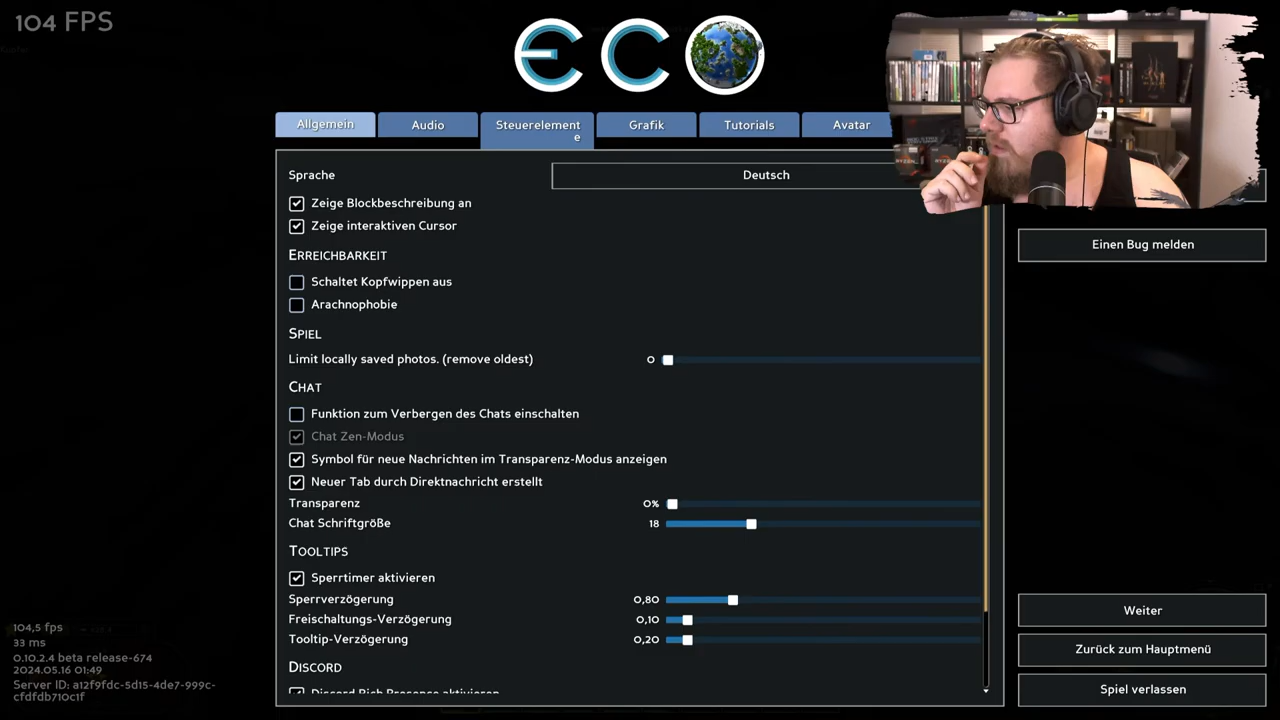 104 FPS
ECO
Allgemein
Audio
Steuerelement
e
Grafik
Tutorials
Avatar
Sprache
Deutsch
Zeige Blockbeschreibung an
Zeige interaktiven Cursor
Erreichbarkeit
Schaltet Kopfwippen aus
Arachnophobie
Spiel
Limit locally saved photos. (remove oldest)
0
Chat
Funktion zum Verbergen des Chats einschalten
Chat Zen-Modus
Symbol für neue Nachrichten im Transparenz-Modus anzeigen
Neuer Tab durch Direktnachricht erstellt
Transparenz
0%
Chat Schriftgröße
18
Tooltips
Sperrtimer aktivieren
Sperrverzögerung
0,80
Freischaltungs-Verzögerung
0,10
Tooltip-Verzögerung
0,20
Discord
Discord Rich Presence aktivieren
Einen Bug melden
Weiter
Zurück zum Hauptmenü
Spiel verlassen
104,5 fps
33 ms
0.10.2.4 beta release-674
2024.05.16 01:49
Server ID: a12f9fdc-5d15-4de7-999c-
cfdfdb710c1f
RYZEN
RYZEN